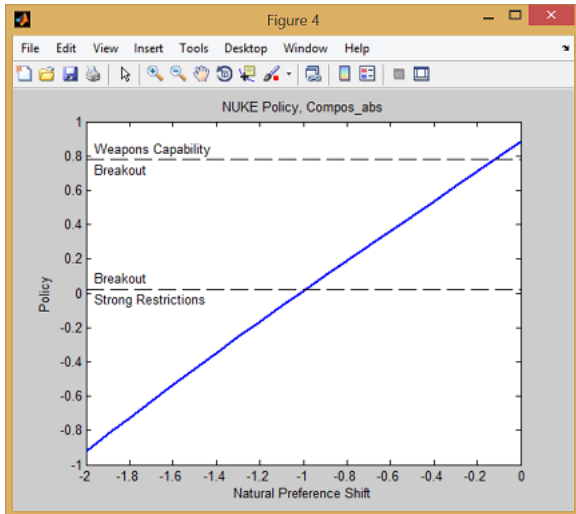 Figure 4
File Edit View Insert Tools Desktop Window Help
NUKE Policy, Compos_abs
1
0.8
0.6
0.4
0.2
0
-0.2
-0.4
-0.6
-0.8
-1
Policy
Weapons Capability
Breakout
Breakout
Strong Restrictions
-2 -1.8 -1.6 -1.4 -1.2 -1 -0.8 -0.6 -0.4 -0.2 0
Natural Preference Shift